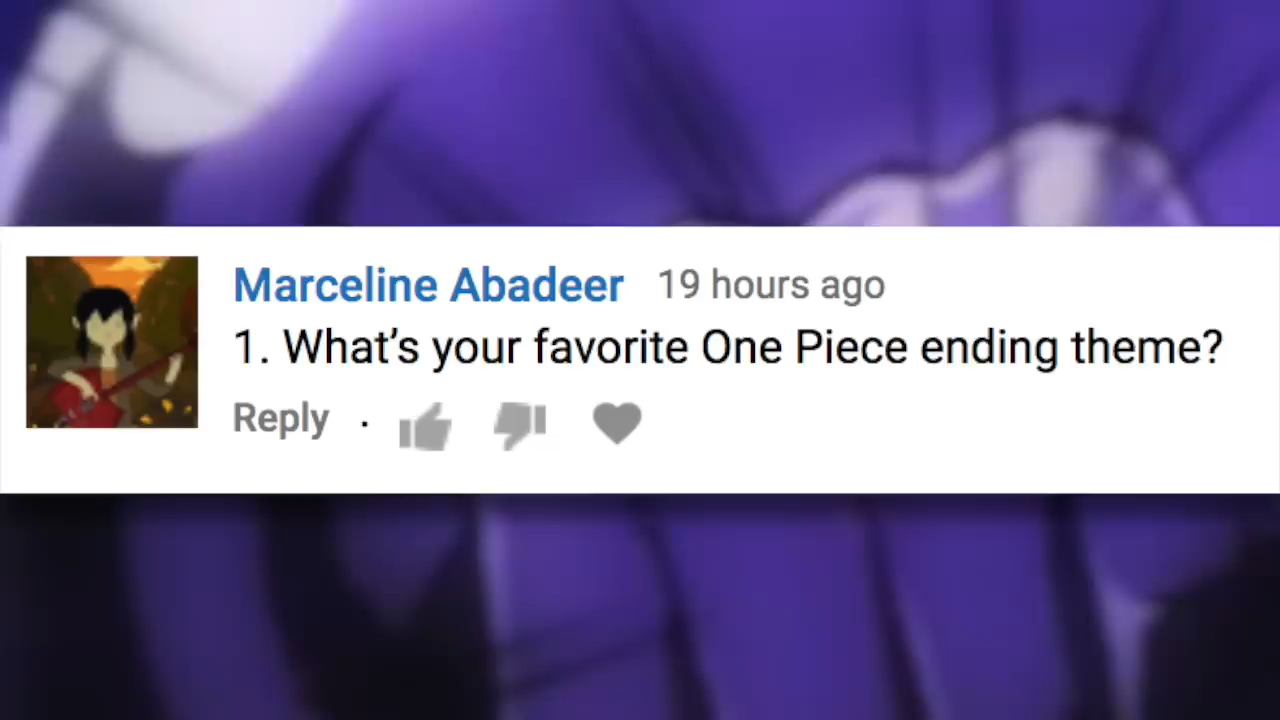 Marceline Abadeer 19 hours ago
1. What’s your favorite One Piece ending theme?
Reply ·